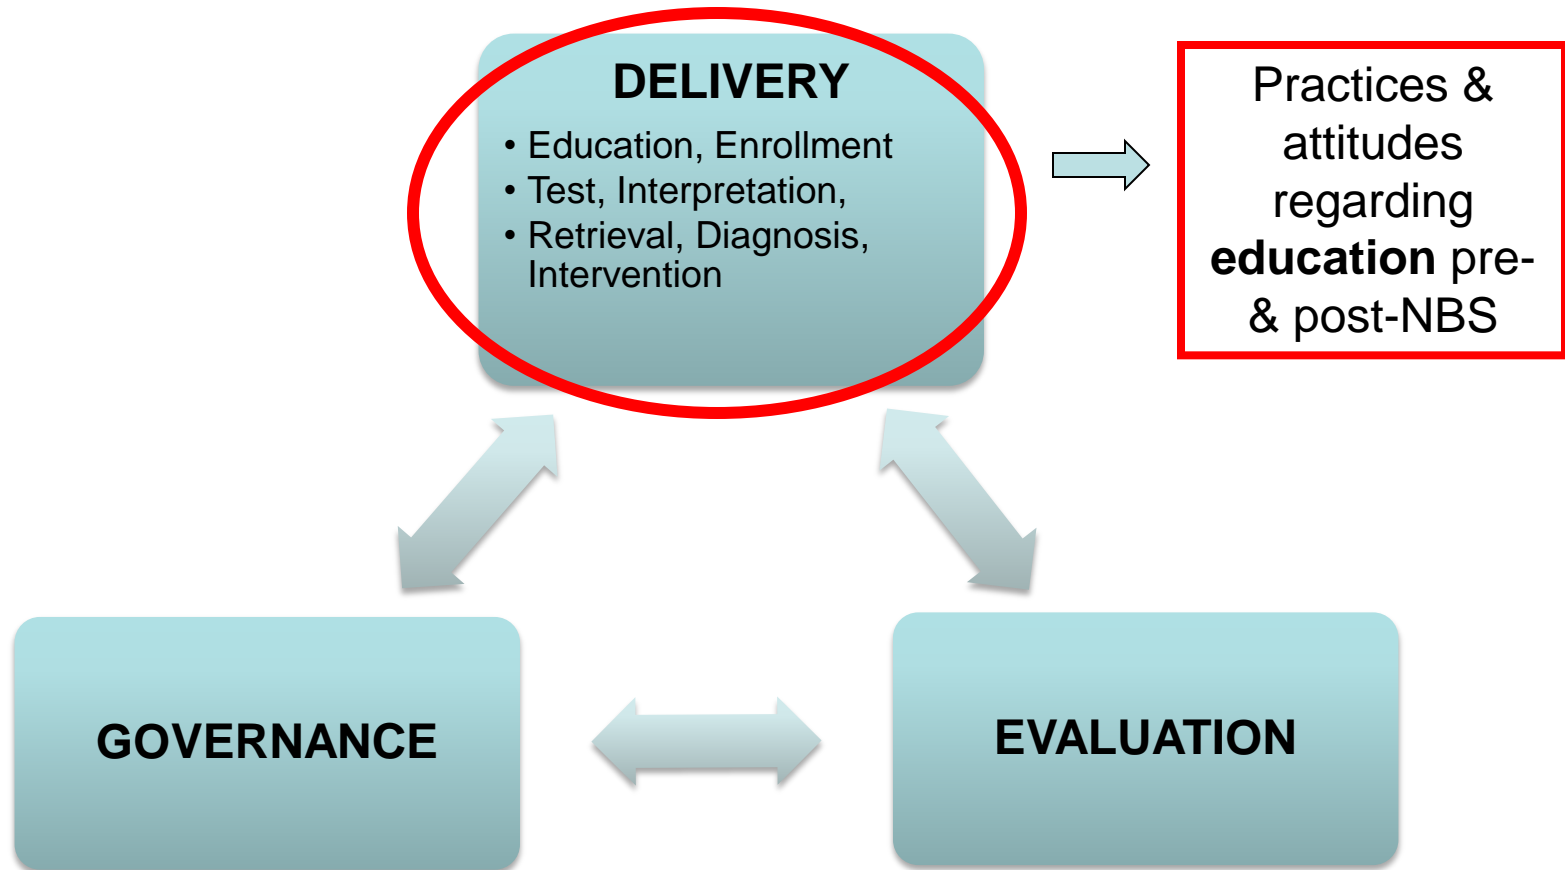 DELIVERY
• Education, Enrollment
• Test, Interpretation,
• Retrieval, Diagnosis,
Intervention
Practices &
attitudes
regarding
education pre-
& post-NBS
GOVERNANCE
EVALUATION